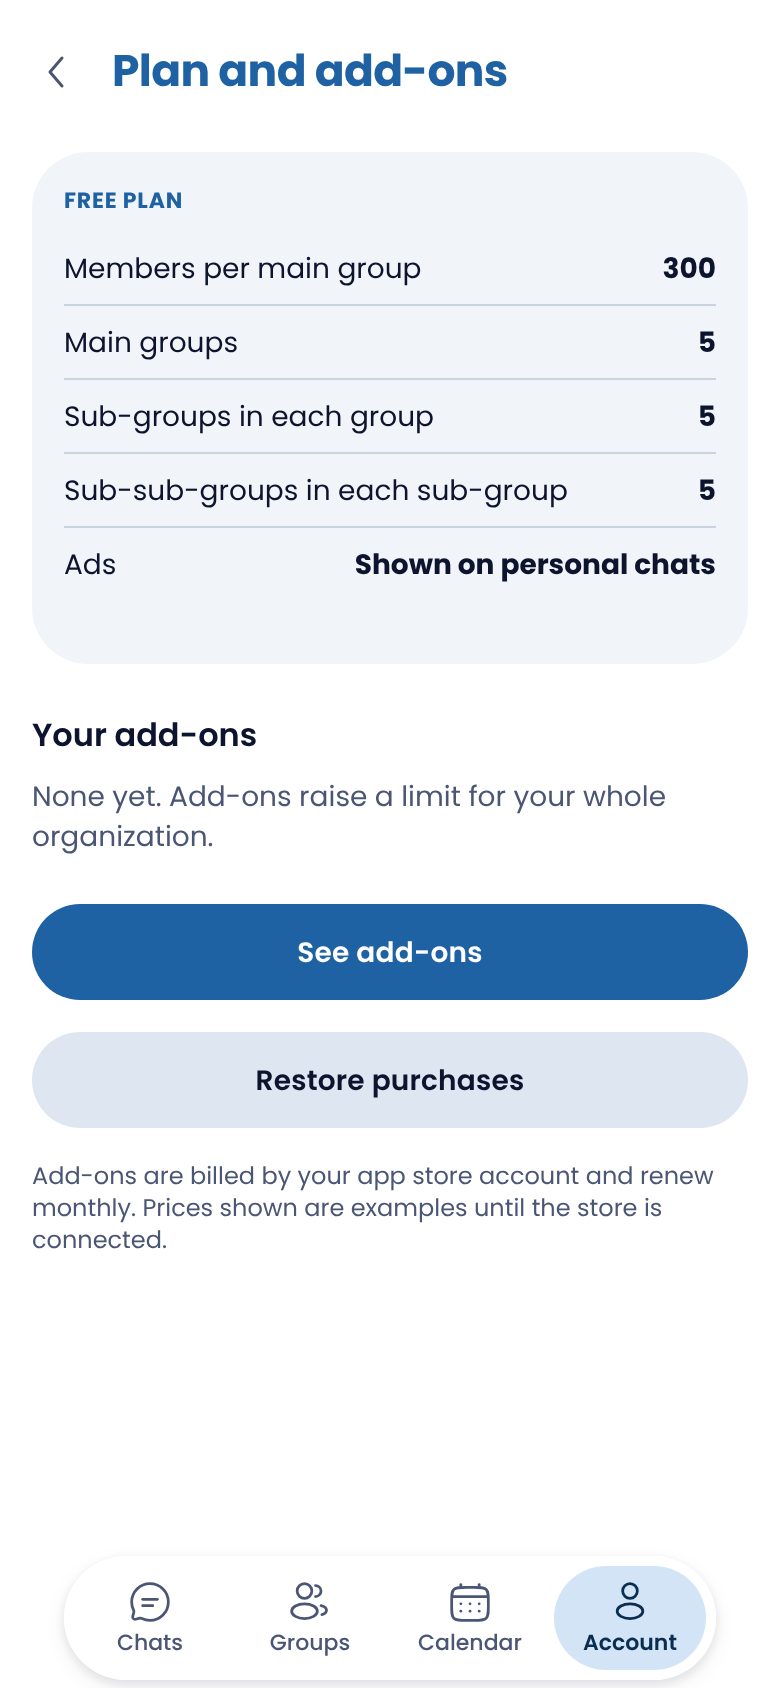 Plan and add-ons
FREE PLAN
Members per main group 300
Main groups 5
Sub-groups in each group 5
Sub-sub-groups in each sub-group 5
Ads Shown on personal chats
Your add-ons
None yet. Add-ons raise a limit for your whole
organization.
See add-ons
Restore purchases
Add-ons are billed by your app store account and renew
monthly. Prices shown are examples until the store is
connected.
Chats Groups Calendar Account